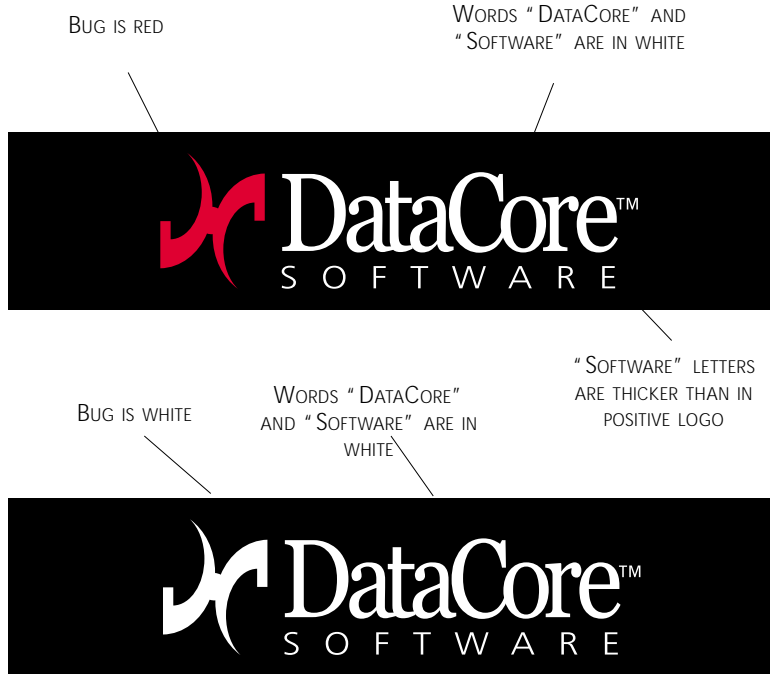 BUG IS RED
WORDS "DATACORE" AND
"SOFTWARE" ARE IN WHITE
DataCore™
SOFTWARE
"SOFTWARE" LETTERS
ARE THICKER THAN IN
POSITIVE LOGO
BUG IS WHITE
WORDS "DATACORE"
AND "SOFTWARE" ARE IN
WHITE
DataCore™
SOFTWARE